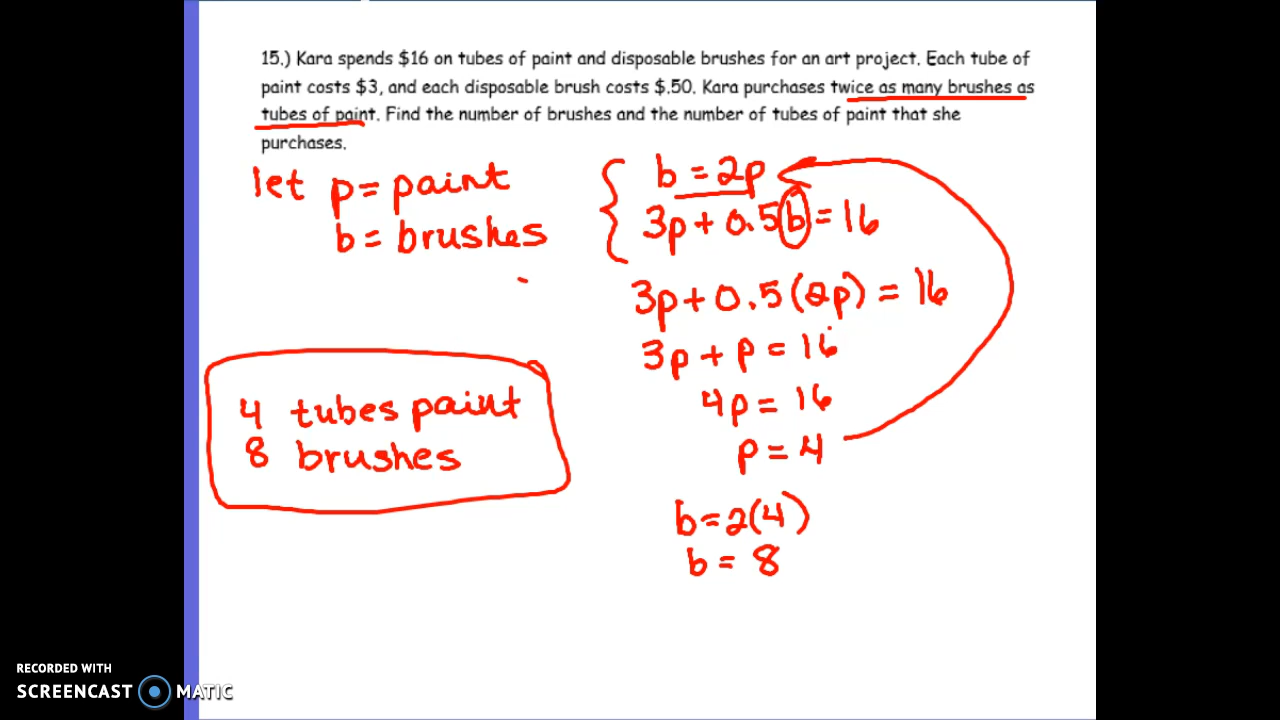 15.) Kara spends $16 on tubes of paint and disposable brushes for an art project. Each tube of
paint costs $3, and each disposable brush costs $.50. Kara purchases twice as many brushes as
tubes of paint. Find the number of brushes and the number of tubes of paint that she
purchases.
let p = paint
b = brushes
b = 2p
3p + 0.5b = 16
3p + 0.5(2p) = 16
3p + p = 16
4p = 16
p = 4
b = 2(4)
b = 8
4 tubes paint
8 brushes
RECORDED WITH
SCREENCAST MATIC